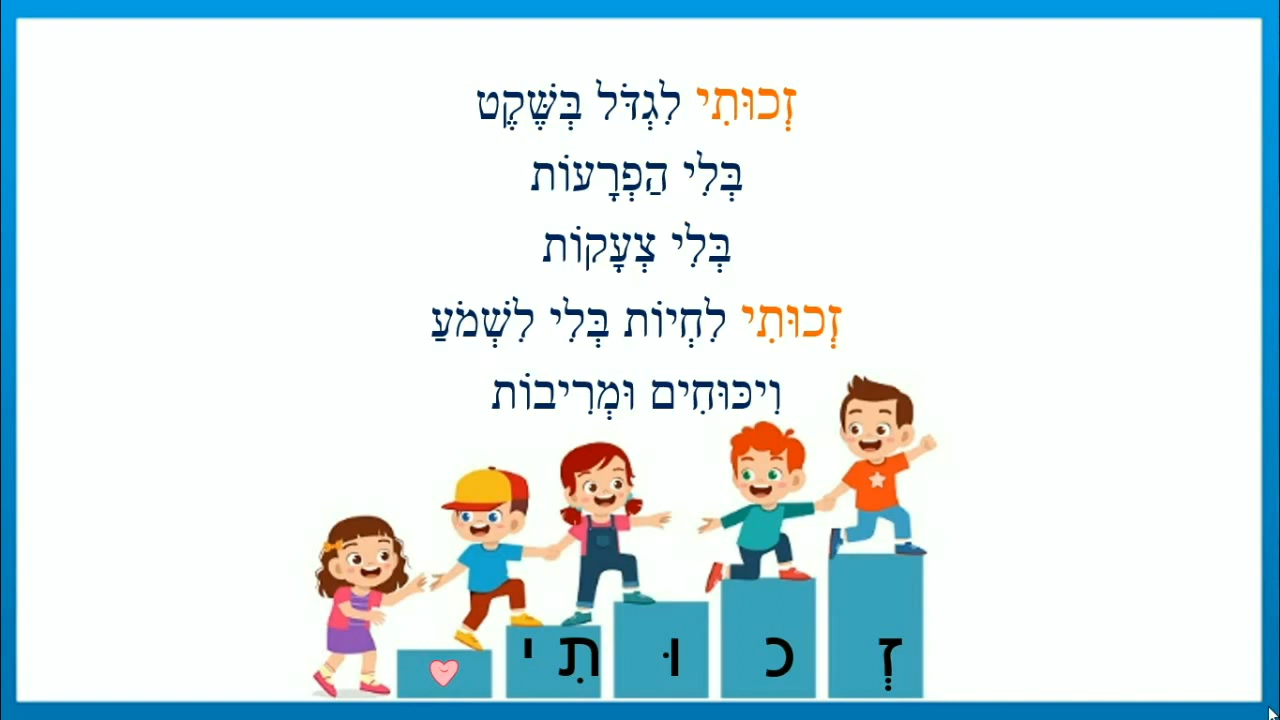 זְכוּתִי לִגְדֹּל בְּשֶּׁקֶט
בְּלִי הַפְרָעוֹת
בְּלִי צְעָקוֹת
זְכוּתִי לִחְיוֹת בְּלִי לִשְׁמֹעַ
וִיכּוּחִים וּמְרִיבוֹת
זְ כ וּ תִ י